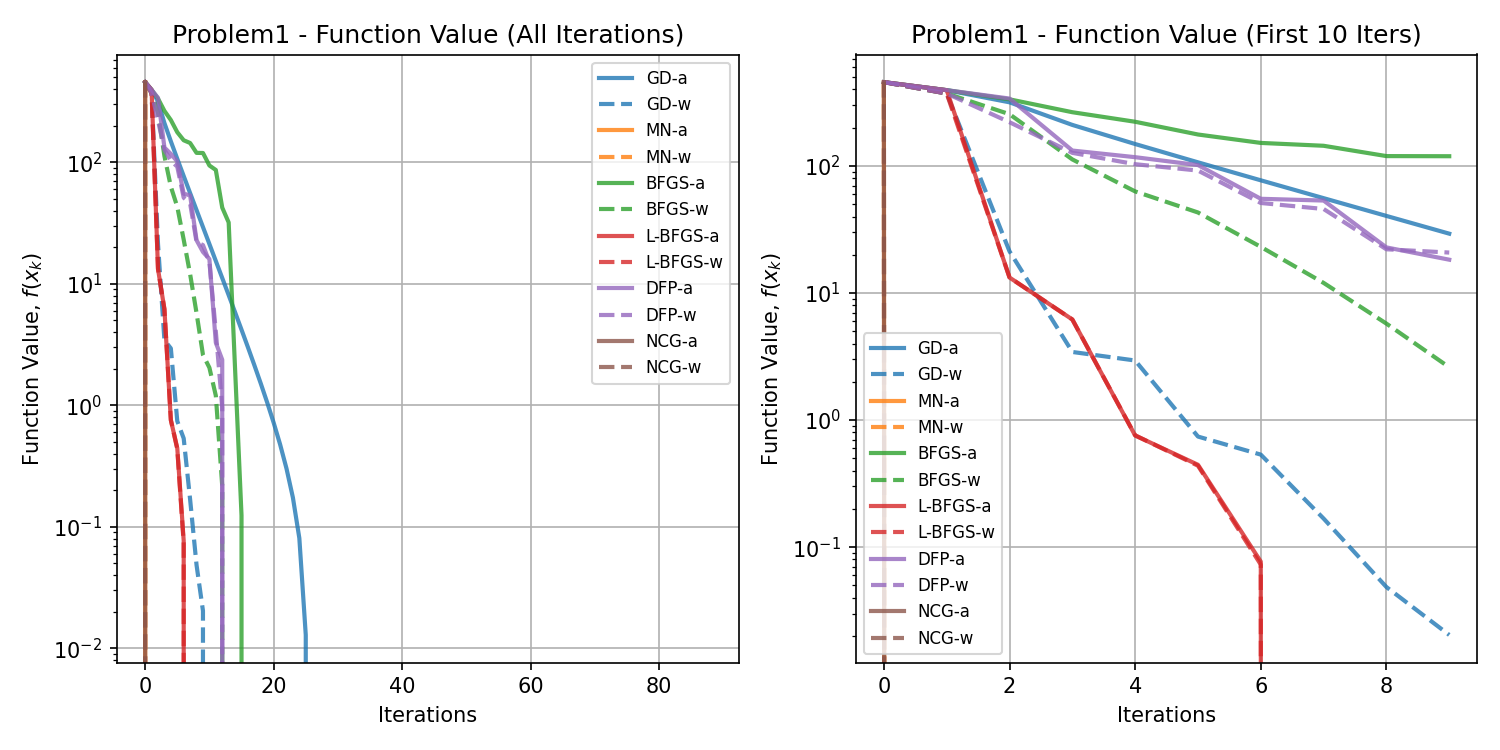 Problem1 - Function Value (All Iterations)
Function Value, f(x_k)
10^2
10^1
10^0
10^−1
10^−2
0 20 40 60 80
Iterations
GD-a
GD-w
MN-a
MN-w
BFGS-a
BFGS-w
L-BFGS-a
L-BFGS-w
DFP-a
DFP-w
NCG-a
NCG-w
Problem1 - Function Value (First 10 Iters)
Function Value, f(x_k)
10^2
10^1
10^0
10^−1
0 2 4 6 8
Iterations
GD-a
GD-w
MN-a
MN-w
BFGS-a
BFGS-w
L-BFGS-a
L-BFGS-w
DFP-a
DFP-w
NCG-a
NCG-w